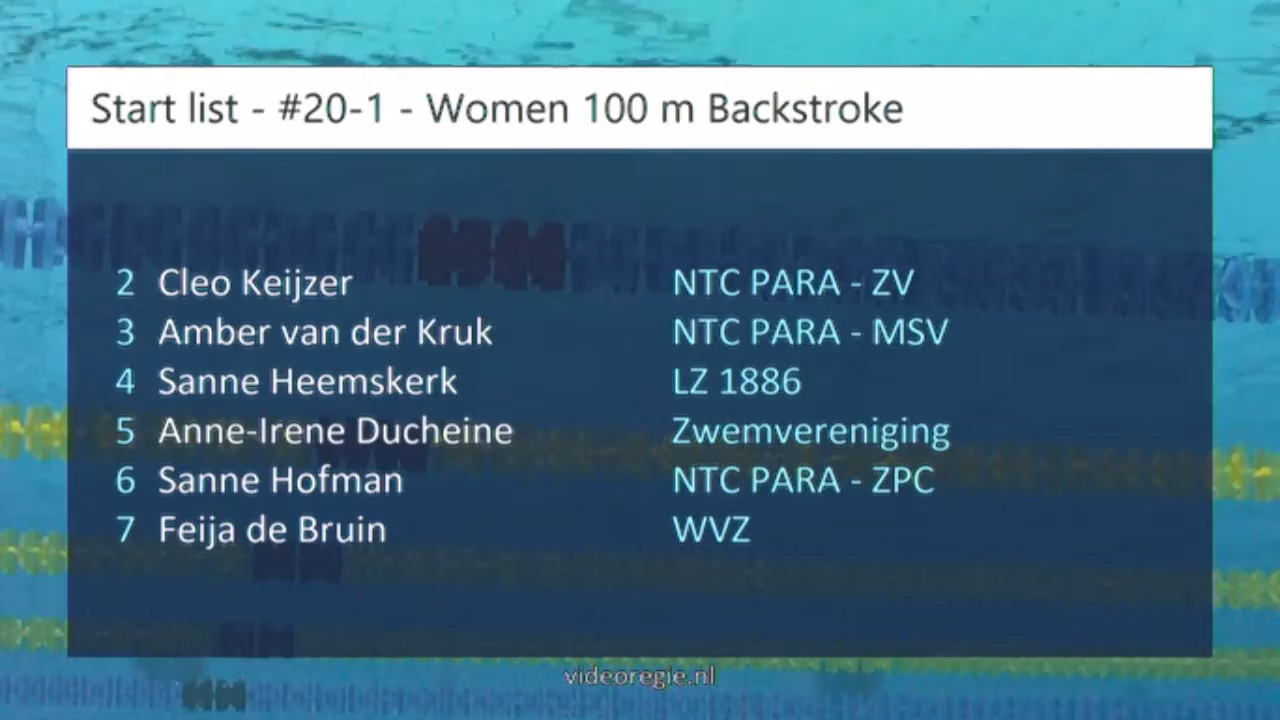 Start list - #20-1 - Women 100 m Backstroke
2 Cleo Keijzer NTC PARA - ZV
3 Amber van der Kruk NTC PARA - MSV
4 Sanne Heemskerk LZ 1886
5 Anne-Irene Ducheine Zwemvereniging
6 Sanne Hofman NTC PARA - ZPC
7 Feija de Bruin WVZ
videoregie.nl